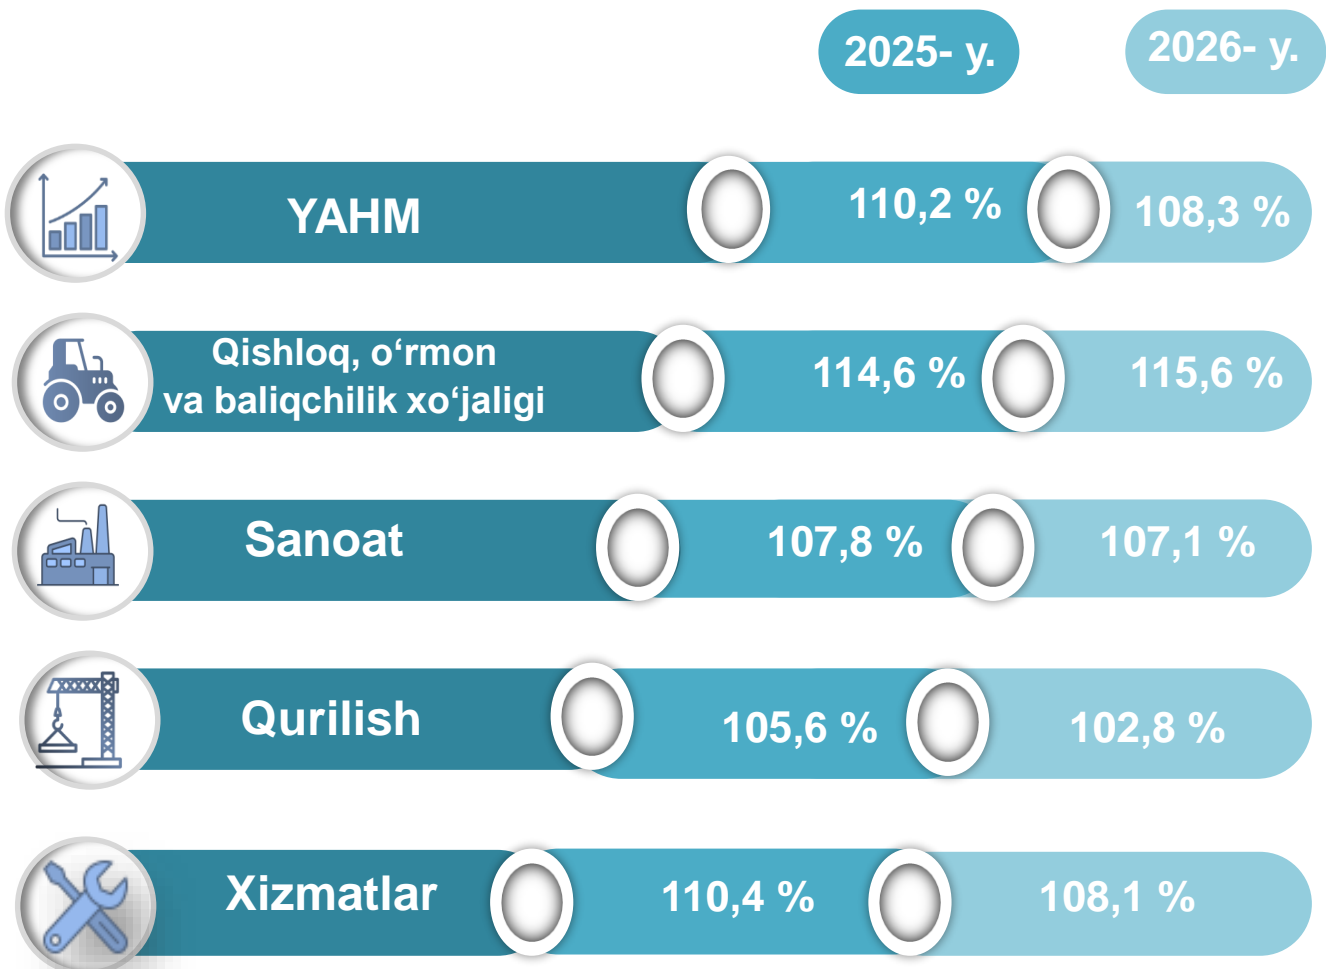 2025- y.
2026- y.
YAHM
110,2 %
108,3 %
Qishloq, o‘rmon
va baliqchilik xo‘jaligi
114,6 %
115,6 %
Sanoat
107,8 %
107,1 %
Qurilish
105,6 %
102,8 %
Xizmatlar
110,4 %
108,1 %